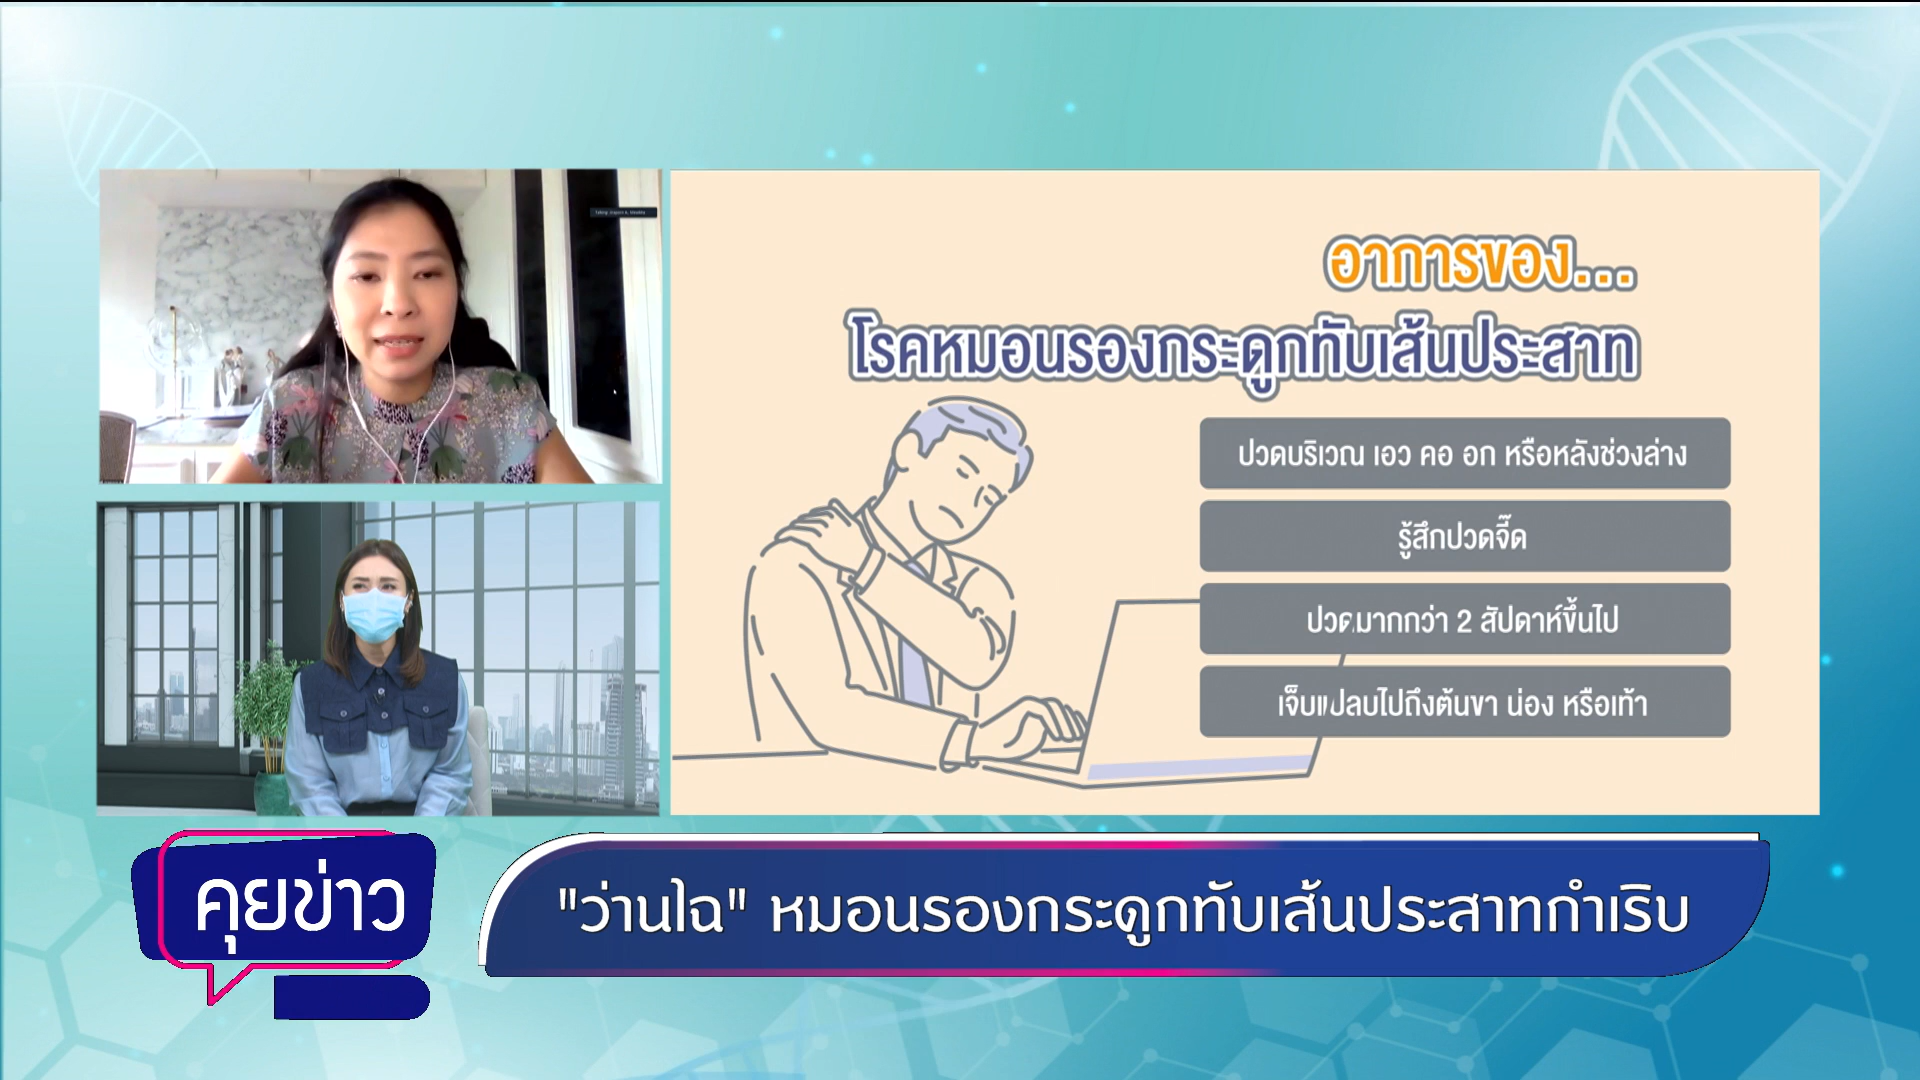 อาการของ...
โรคหมอนรองกระดูกทับเส้นประสาท
ปวดบริเวณ เอว คอ อก หรือหลังช่วงล่าง
รู้สึกปวดจี๊ด
ปวดมากกว่า 2 สัปดาห์ขึ้นไป
เจ็บแปลบไปถึงต้นขา น่อง หรือเท้า
คุยข่าว
"ว่านไฉ" หมอนรองกระดูกทับเส้นประสาทกำเริบ